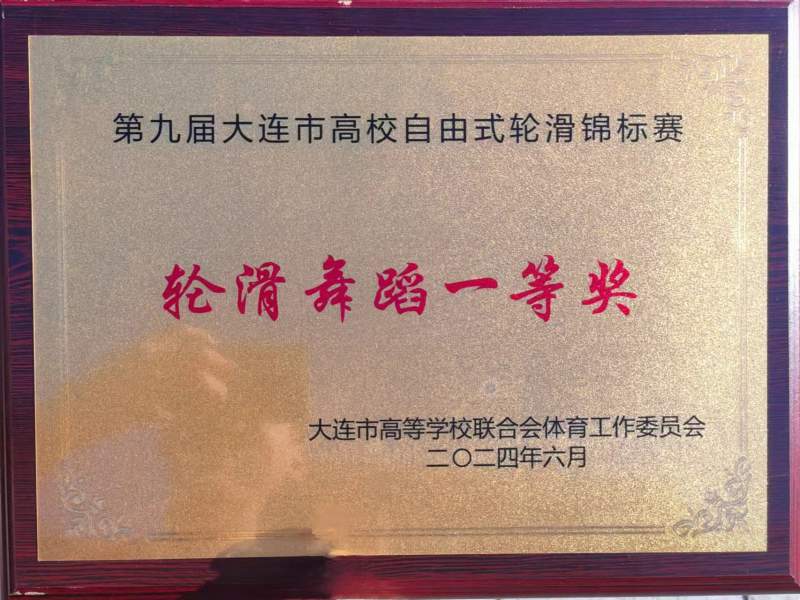 第九届大连市高校自由式轮滑锦标赛
轮滑舞蹈一等奖
大连市高等学校联合会体育工作委员会
二〇二四年六月